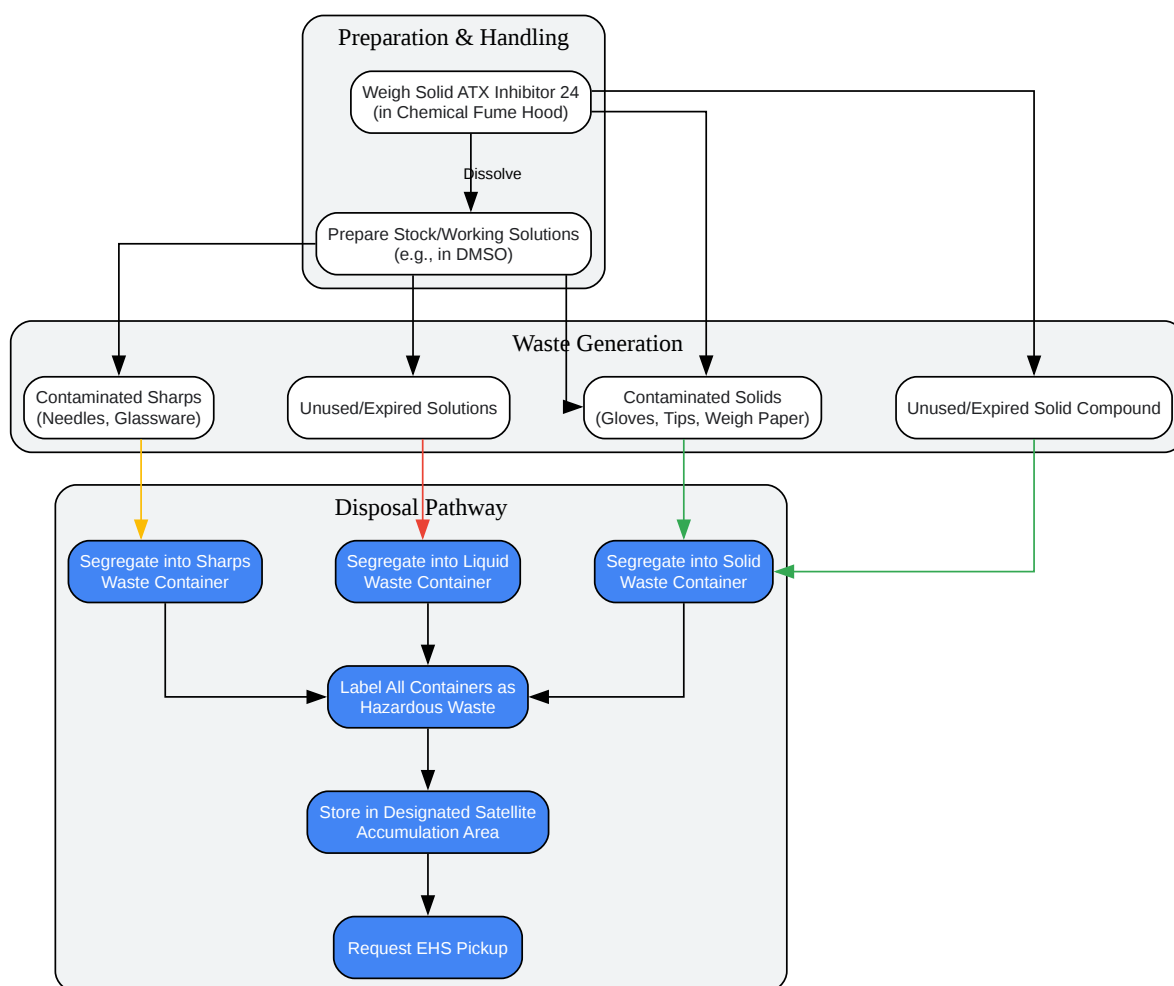 Preparation & Handling
Weigh Solid ATX Inhibitor 24
(in Chemical Fume Hood)
Dissolve
Prepare Stock/Working Solutions
(e.g., in DMSO)
Waste Generation
Contaminated Sharps
(Needles, Glassware)
Unused/Expired Solutions
Contaminated Solids
(Gloves, Tips, Weigh Paper)
Unused/Expired Solid Compound
Disposal Pathway
Segregate into Sharps
Waste Container
Segregate into Liquid
Waste Container
Segregate into Solid
Waste Container
Label All Containers as
Hazardous Waste
Store in Designated Satellite
Accumulation Area
Request EHS Pickup